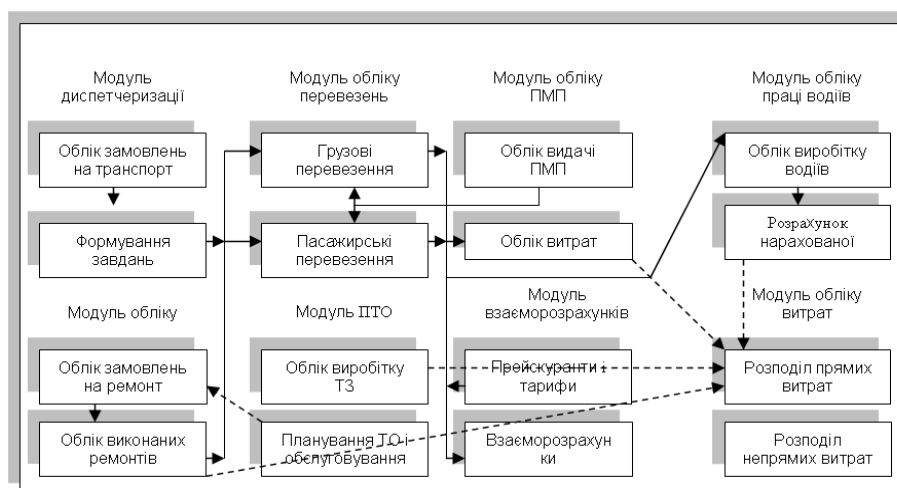 Модуль
диспетчеризації
Модуль обліку
перевезень
Модуль обліку
ПМП
Модуль обліку
праці водіїв
Облік замовлень
на транспорт
Грузові
перевезення
Облік видачі
ПМП
Облік виробітку
водіїв
Формування
завдань
Пасажирські
перевезення
Облік витрат
Розрахунок
нарахованої
Модуль обліку
Модуль ПТО
Модуль
взаєморозрахунків
Модуль обліку
витрат
Облік замовлень
на ремонт
Облік виробітку
ТЗ
Прейскуранти і
тарифи
Розподіл прямих
витрат
Облік виконаних
ремонтів
Планування ТО і
обслуговування
Взаєморозрахун
ки
Розподіл
непрямих витрат